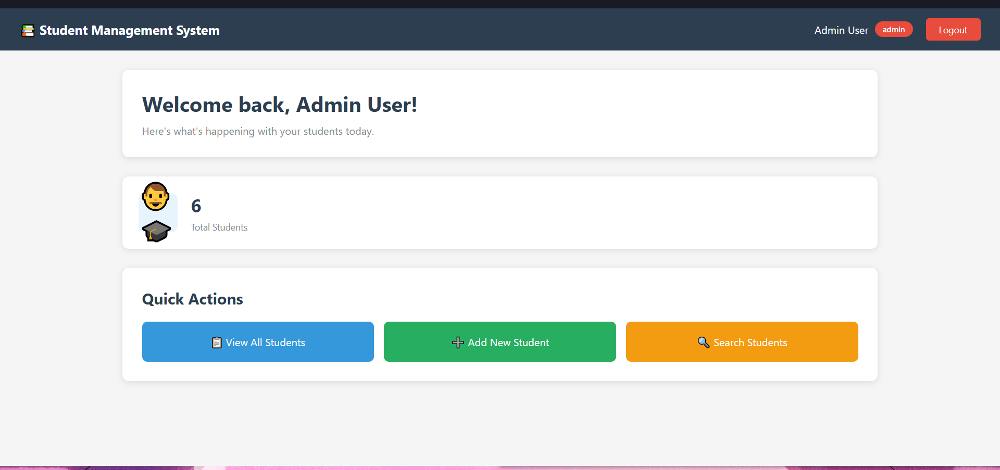 Student Management System
Admin User
admin
Logout
Welcome back, Admin User!
Here's what's happening with your students today.
6
Total Students
Quick Actions
View All Students
Add New Student
Search Students